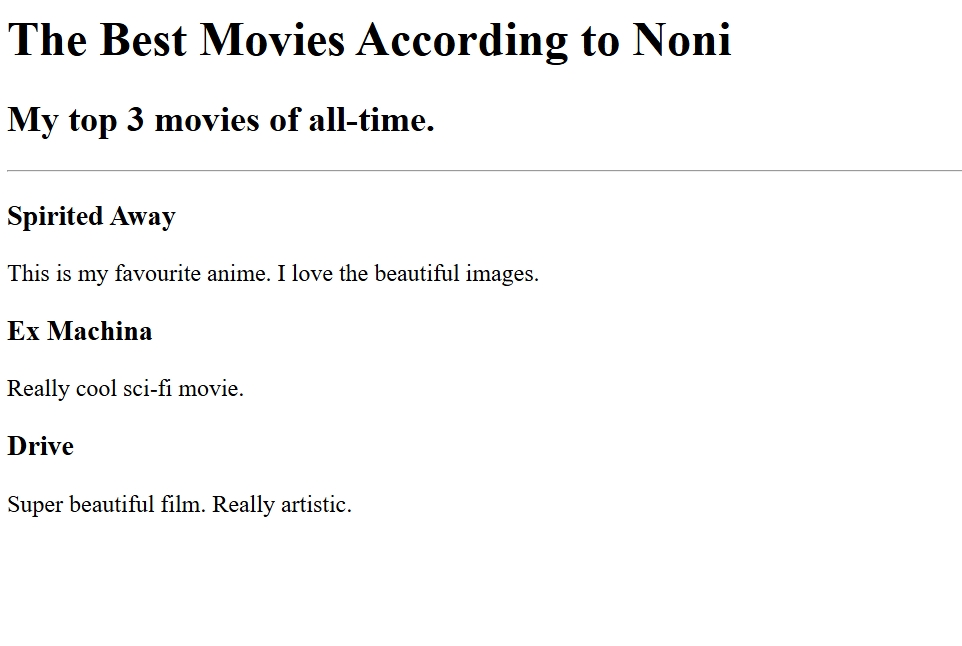 The Best Movies According to Noni
My top 3 movies of all-time.
Spirited Away
This is my favourite anime. I love the beautiful images.
Ex Machina
Really cool sci-fi movie.
Drive
Super beautiful film. Really artistic.